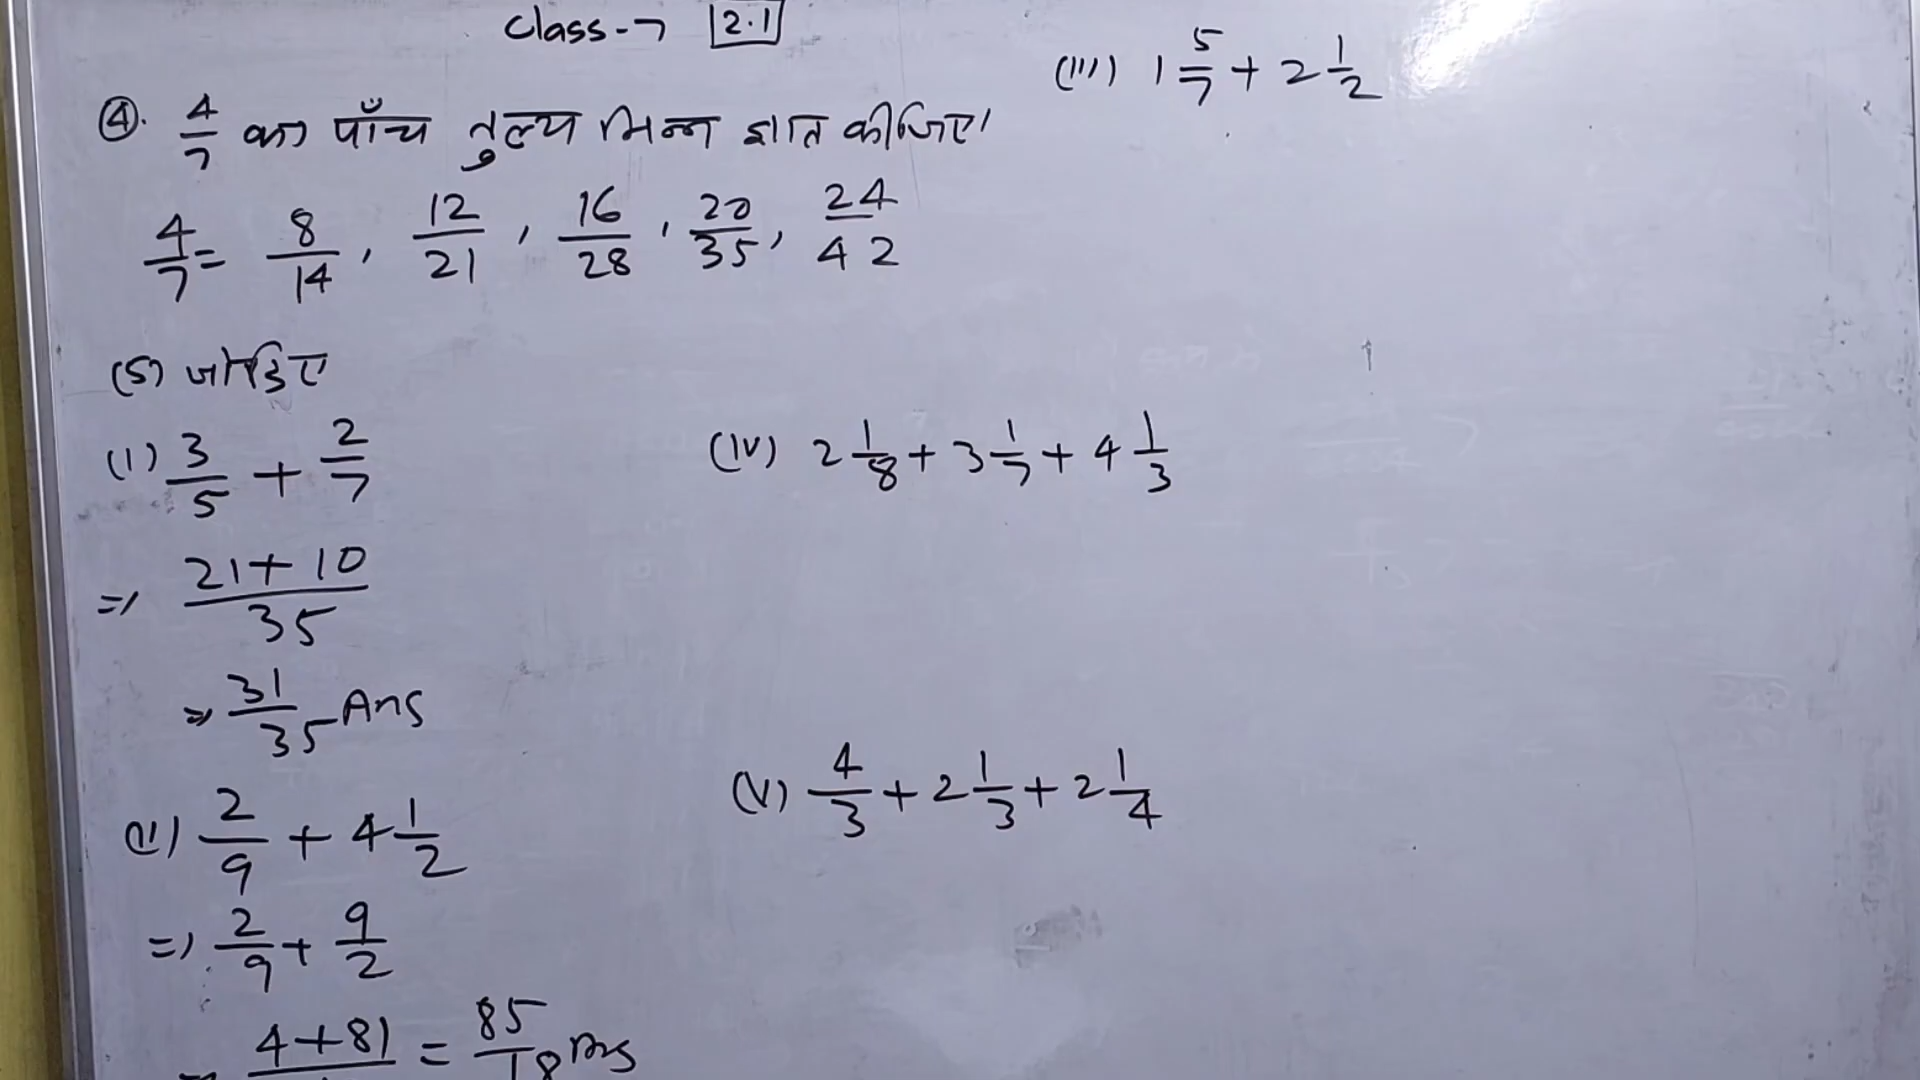 Class-7 2.1
④. 4/7 का पाँच तुल्य भिन्न ज्ञात कीजिए।
4/7 = 8/14, 12/21, 16/28, 20/35, 24/42
(5) जोड़िए
(i) 3/5 + 2/7
=> (21+10)/35
=> 31/35 Ans
(ii) 2/9 + 4 1/2
=> 2/9 + 9/2
=> 4+81 = 85/18 Ans
(iii) 1 5/7 + 2 1/2
(iv) 2 1/8 + 3 1/7 + 4 1/3
(v) 4/3 + 2 1/3 + 2 1/4